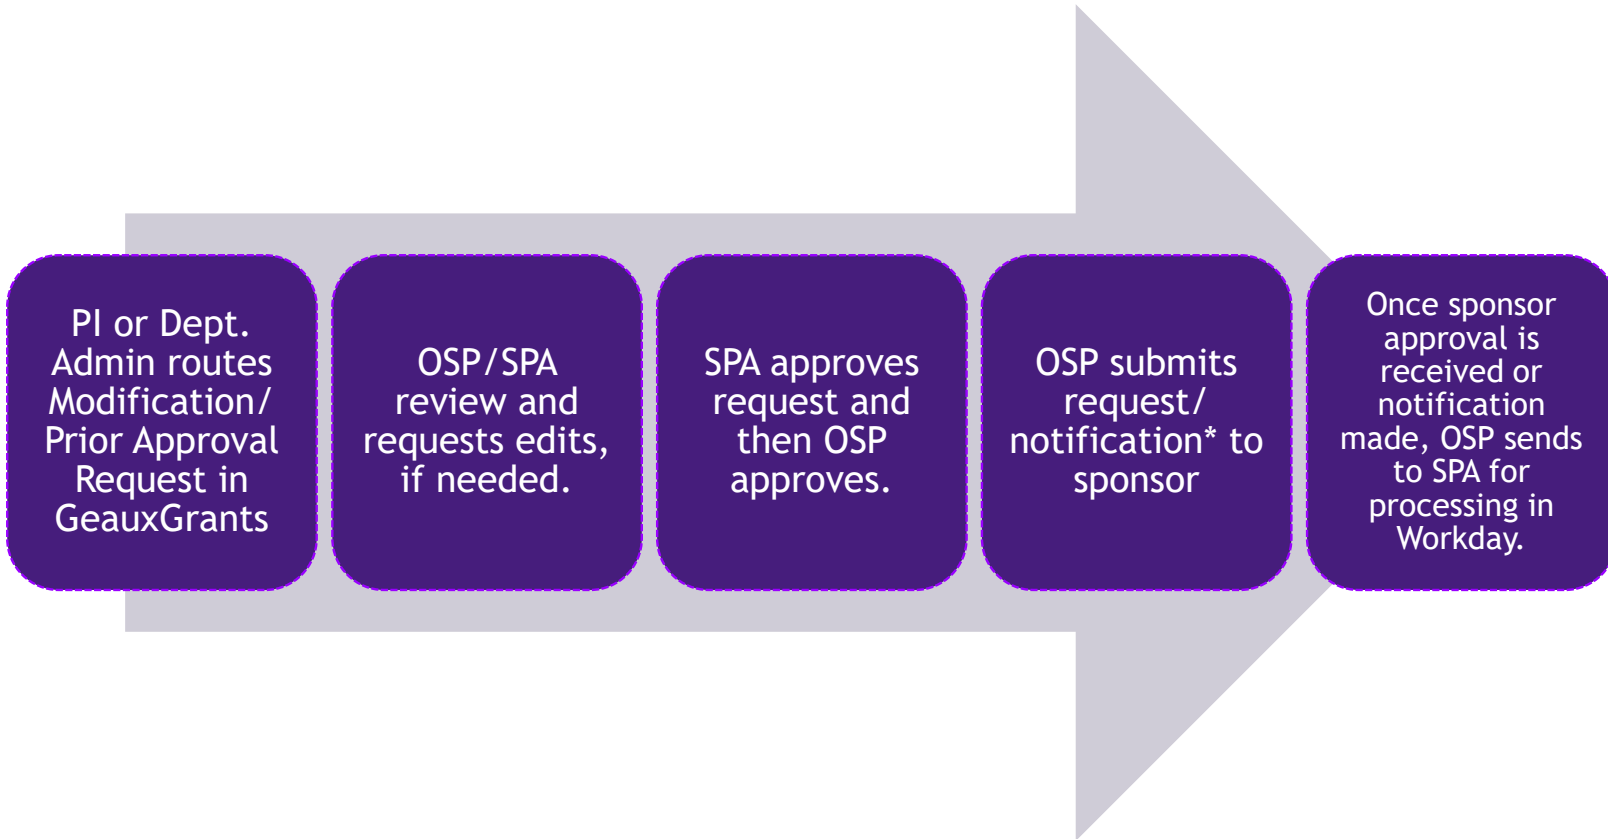 PI or Dept.
Admin routes
Modification/
Prior Approval
Request in
GeauxGrants
OSP/SPA
review and
requests edits,
if needed.
SPA approves
request and
then OSP
approves.
OSP submits
request/
notification* to
sponsor
Once sponsor
approval is
received or
notification
made, OSP sends
to SPA for
processing in
Workday.